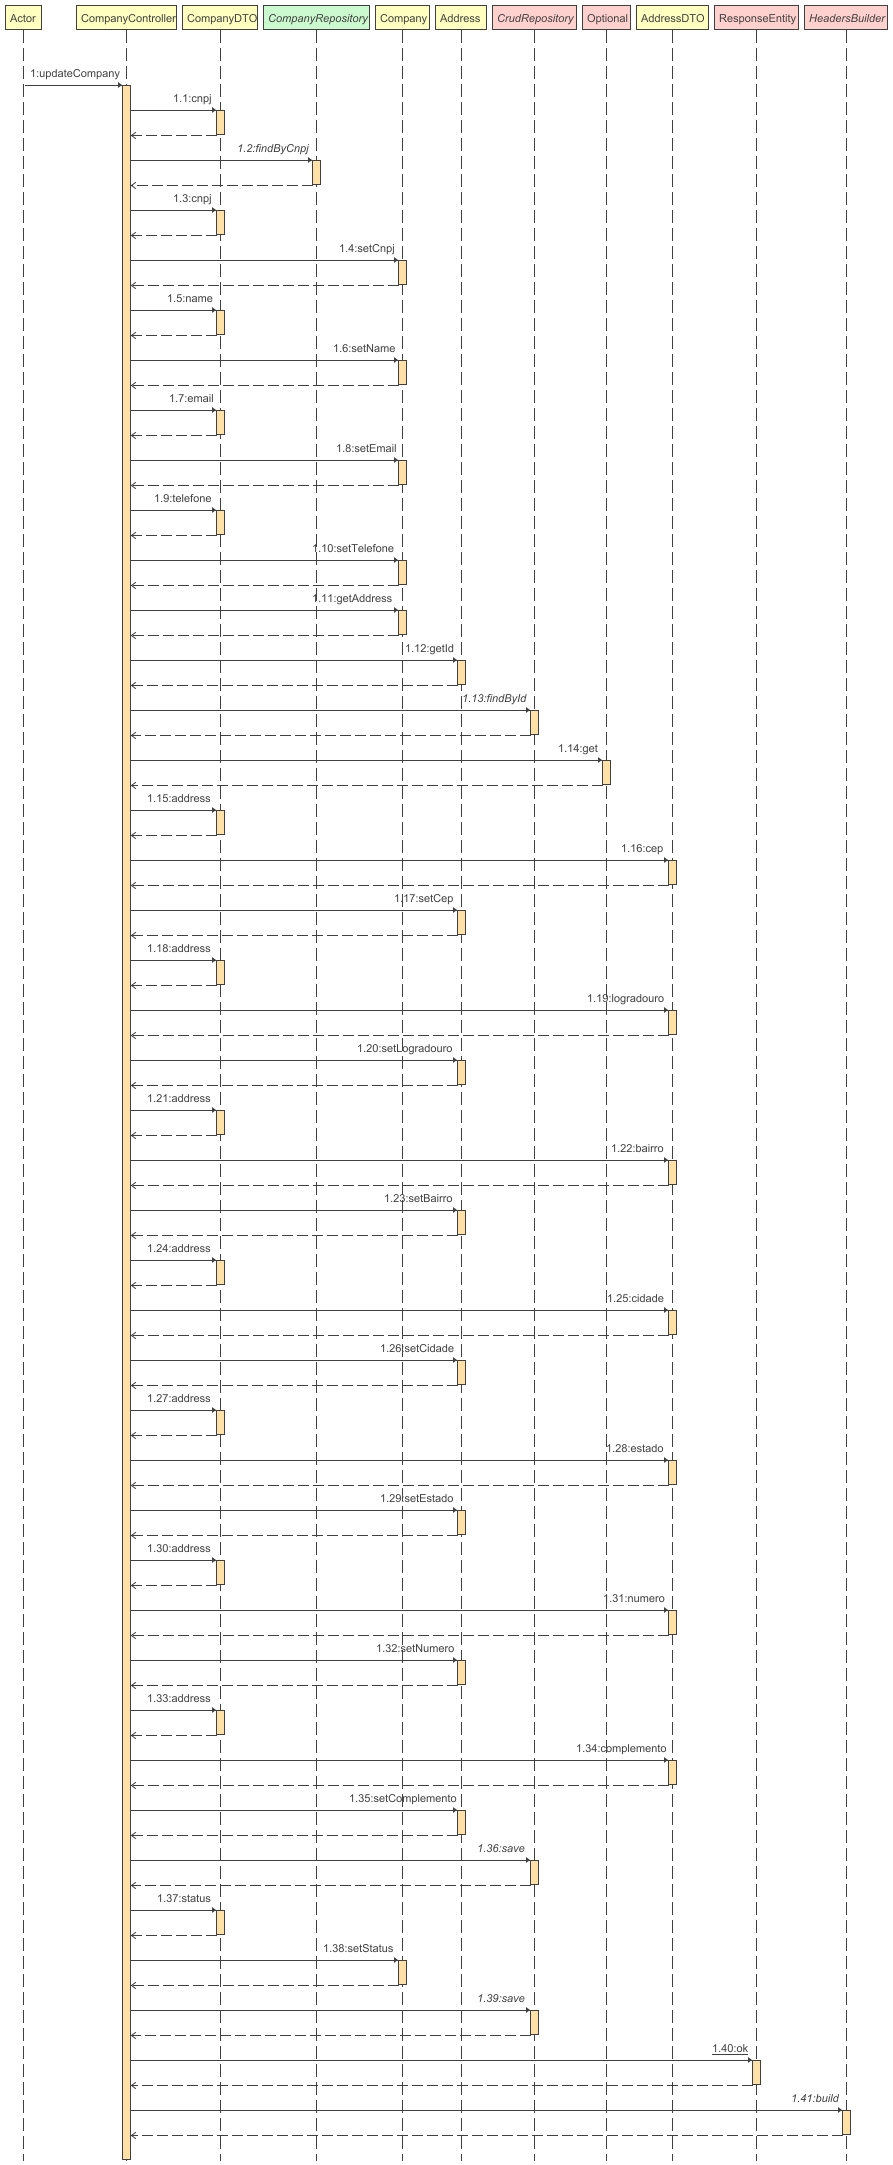 Actor CompanyController CompanyDTO CompanyRepository Company Address CrudRepository Optional AddressDTO ResponseEntity HeadersBuilder
1:updateCompany
1.1:cnpj
1.2:findByCnpj
1.3:cnpj
1.4:setCnpj
1.5:name
1.6:setName
1.7:email
1.8:setEmail
1.9:telefone
1.10:setTelefone
1.11:getAddress
1.12:getId
1.13:findById
1.14:get
1.15:address
1.16:cep
1.17:setCep
1.18:address
1.19:logradouro
1.20:setLogradouro
1.21:address
1.22:bairro
1.23:setBairro
1.24:address
1.25:cidade
1.26:setCidade
1.27:address
1.28:estado
1.29:setEstado
1.30:address
1.31:numero
1.32:setNumero
1.33:address
1.34:complemento
1.35:setComplemento
1.36:save
1.37:status
1.38:setStatus
1.39:save
1.40:ok
1.41:build